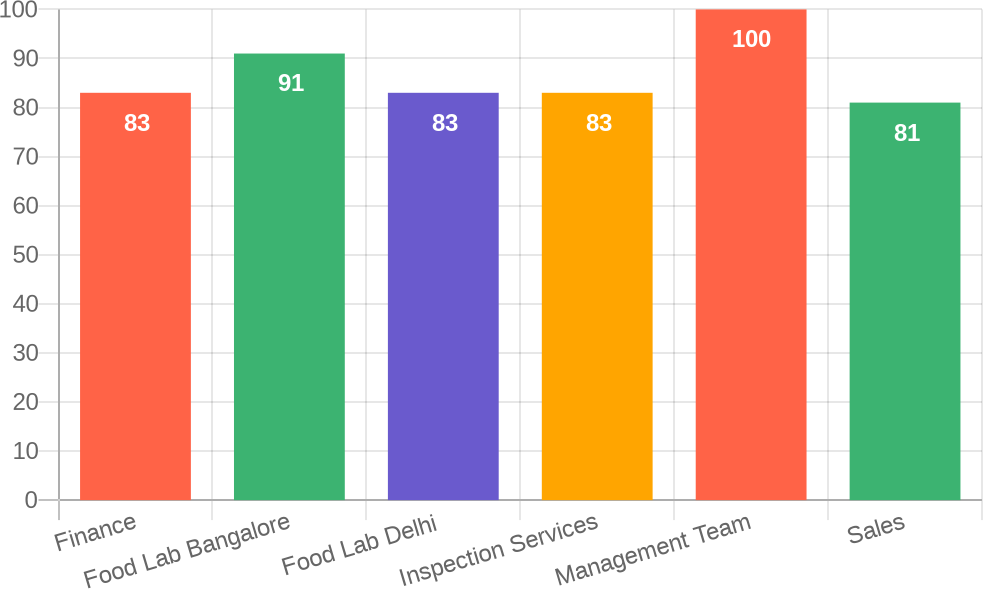 100
90
80
70
60
50
40
30
20
10
0
83
91
83
83
100
81
Finance
Food Lab Bangalore
Food Lab Delhi
Inspection Services
Management Team
Sales